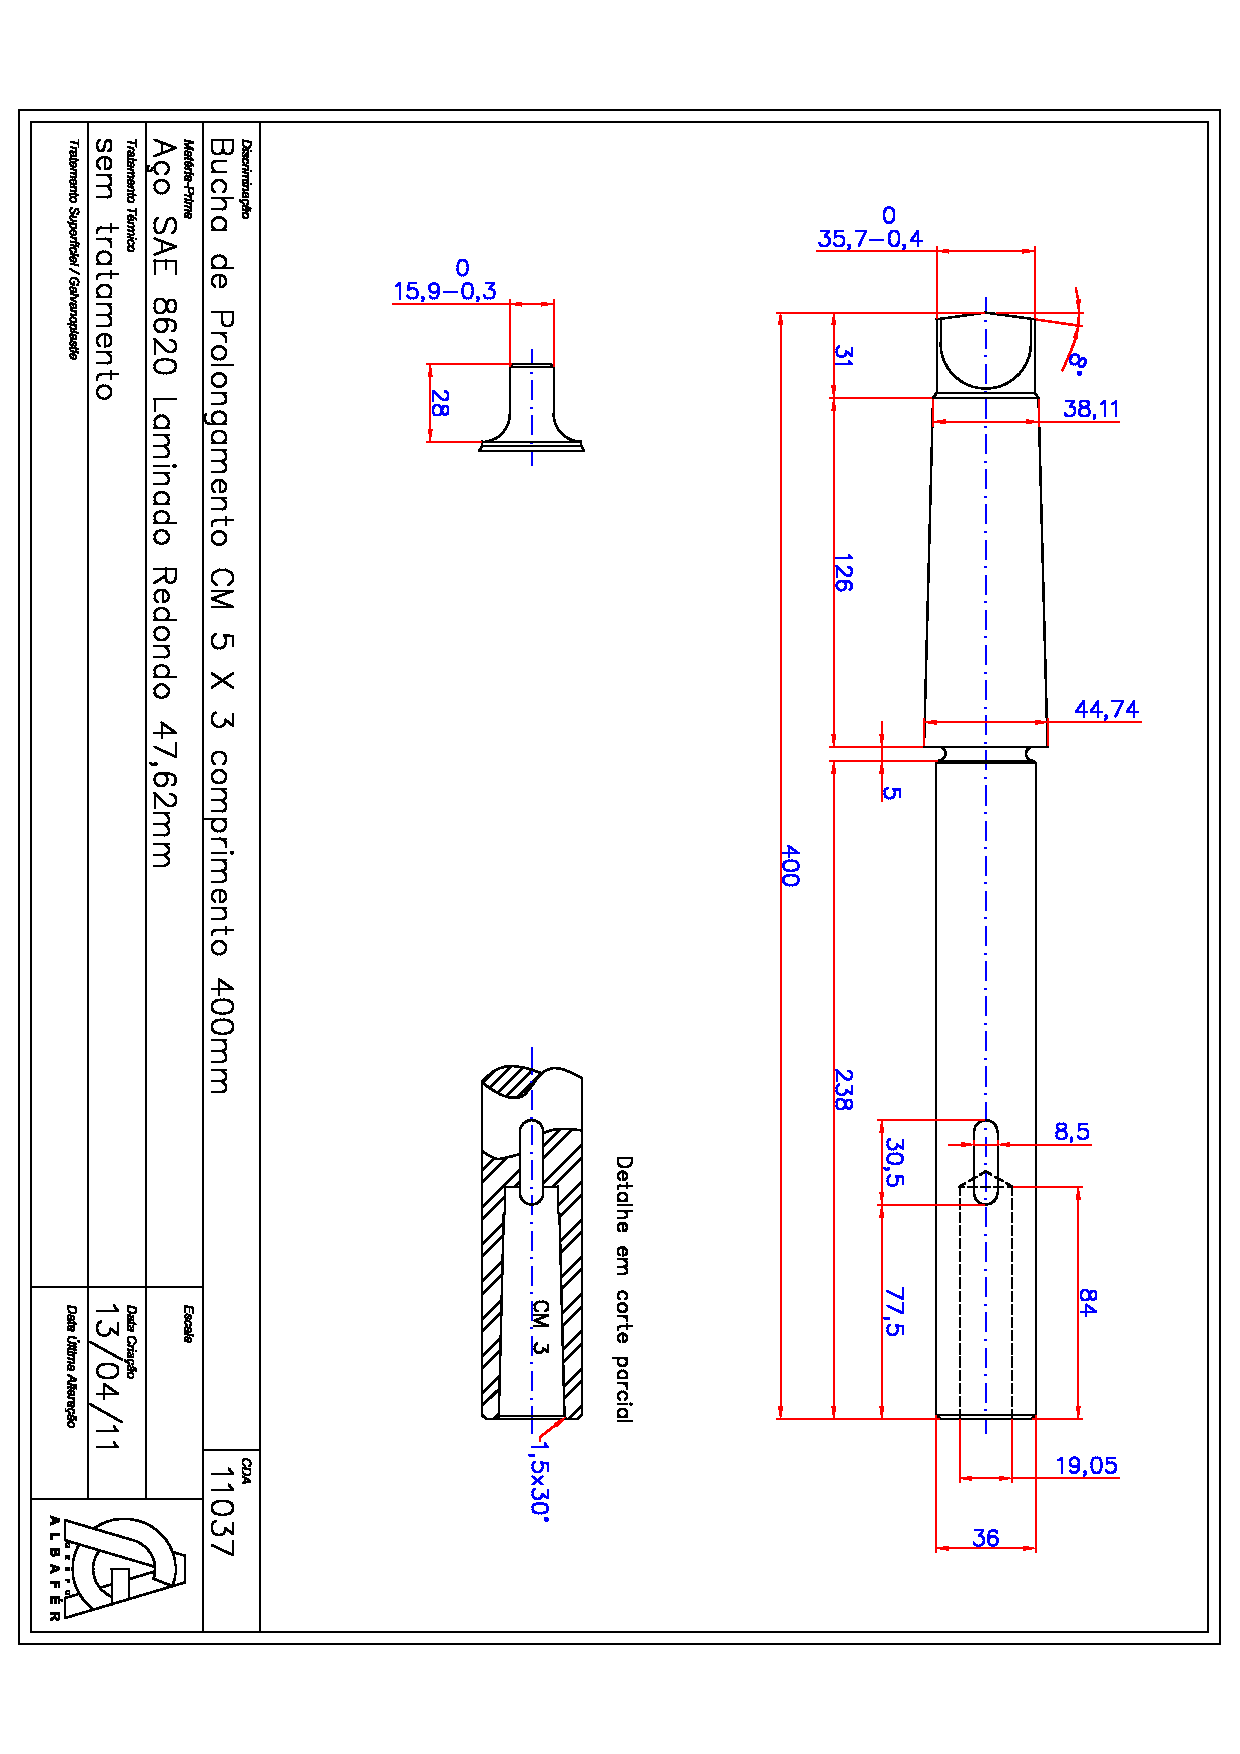 0
35,7-0,4
8°
31
38,11
126
44,74
5
400
238
8,5
30,5
77,5
84
19,05
36
0
15,9-0,3
28
Detalhe em corte parcial
CM 3
1,5x30°
Discriminação
Bucha de Prolongamento CM 5 X 3 comprimento 400mm
CDA
11037
Matéria-Prima
Aço SAE 8620 Laminado Redondo 47,62mm
Escala
Tratamento Térmico
sem tratamento
Data Criação
13/04/11
Tratamento Superficiel / Galvanoplastie
Data Última Alteração
ALBAFÉR